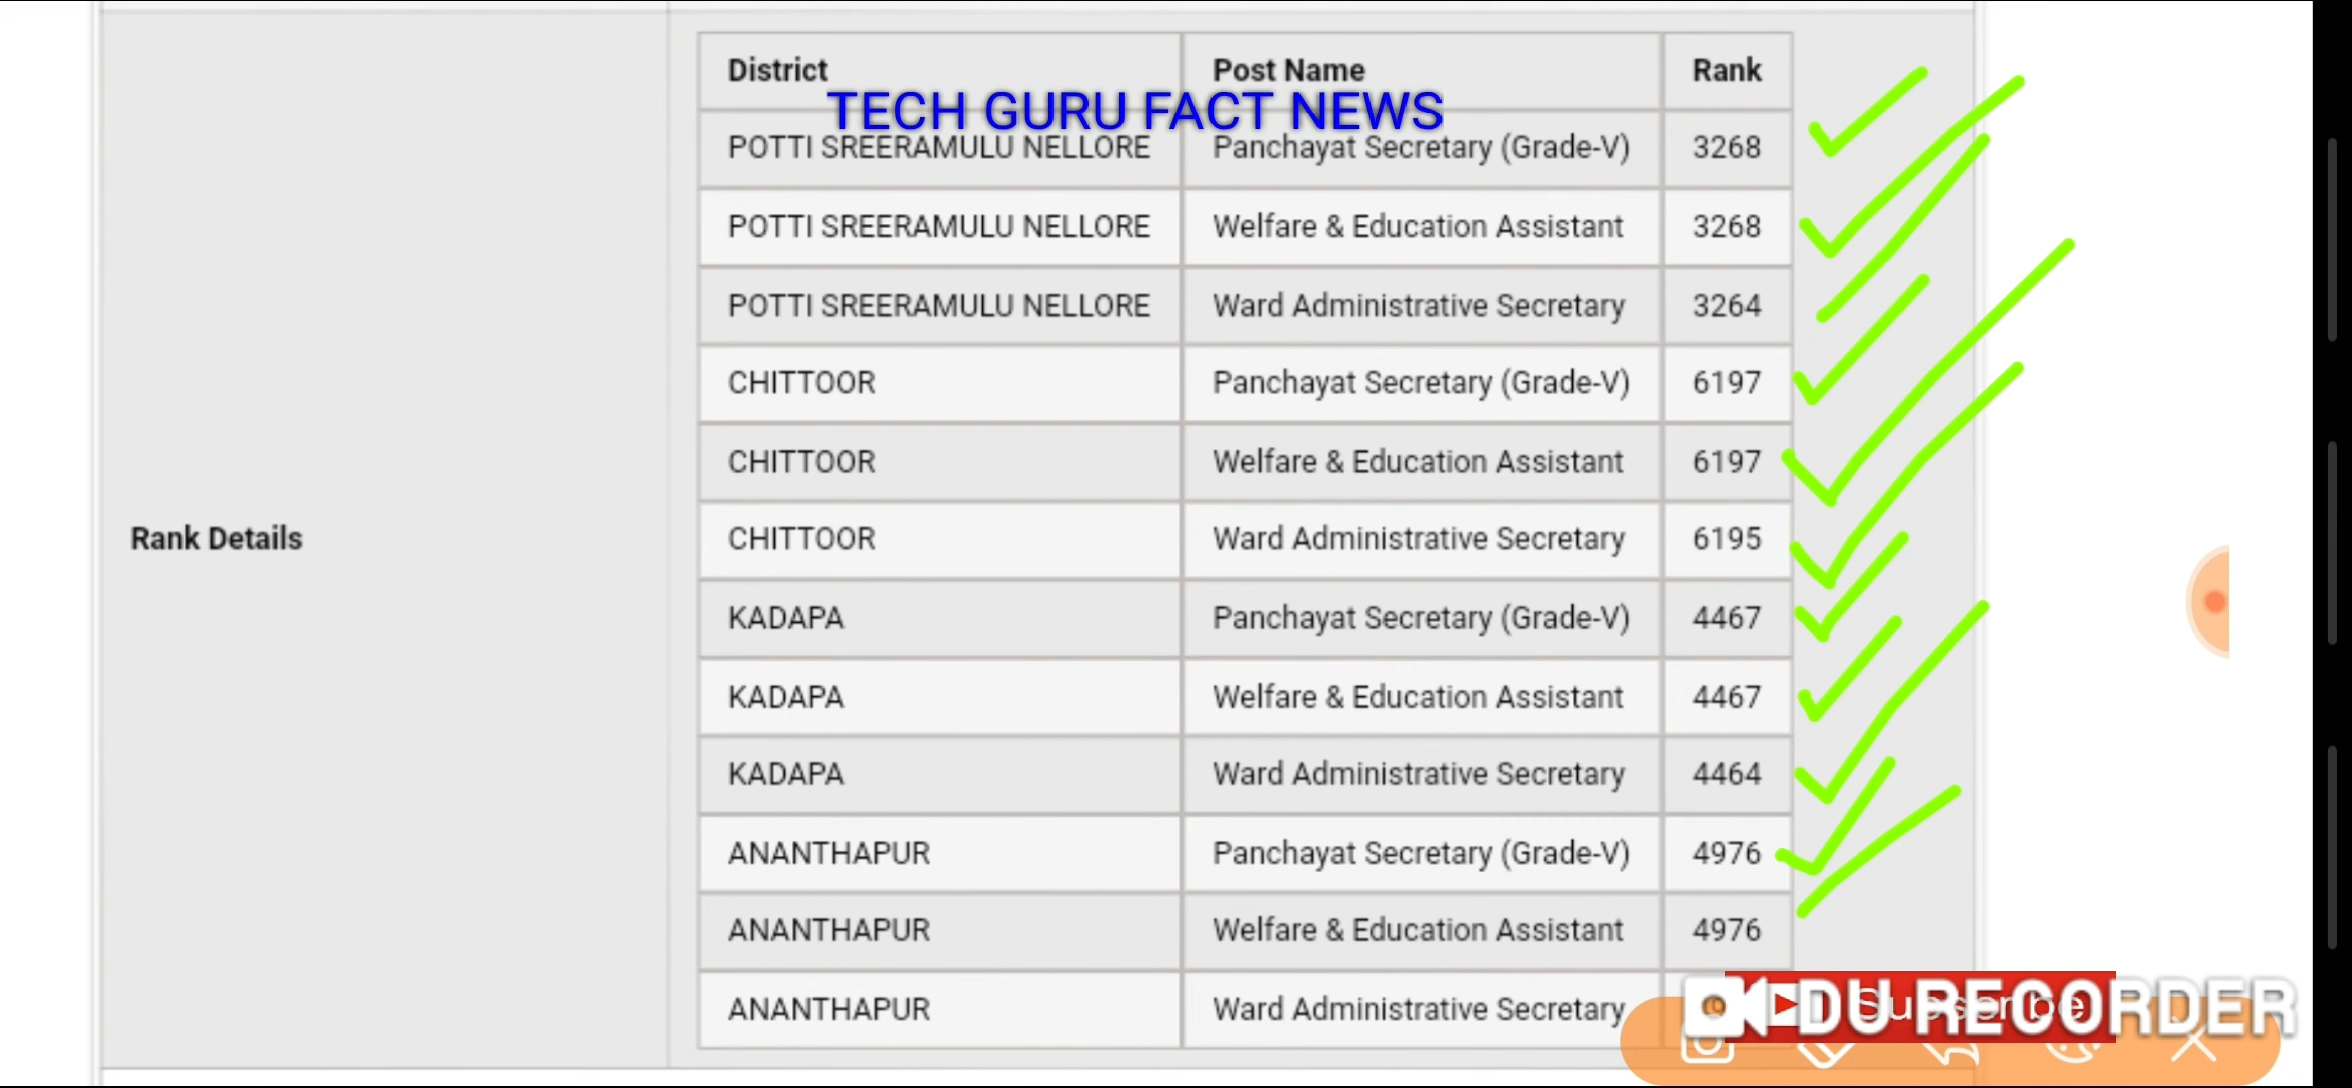 District Post Name Rank
TECH GURU FACT NEWS
POTTI SREERAMULU NELLORE Panchayat Secretary (Grade-V) 3268
POTTI SREERAMULU NELLORE Welfare & Education Assistant 3268
POTTI SREERAMULU NELLORE Ward Administrative Secretary 3264
CHITTOOR Panchayat Secretary (Grade-V) 6197
CHITTOOR Welfare & Education Assistant 6197
Rank Details CHITTOOR Ward Administrative Secretary 6195
KADAPA Panchayat Secretary (Grade-V) 4467
KADAPA Welfare & Education Assistant 4467
KADAPA Ward Administrative Secretary 4464
ANANTHAPUR Panchayat Secretary (Grade-V) 4976
ANANTHAPUR Welfare & Education Assistant 4976
ANANTHAPUR Ward Administrative Secretary
Subscribe
DU RECORDER